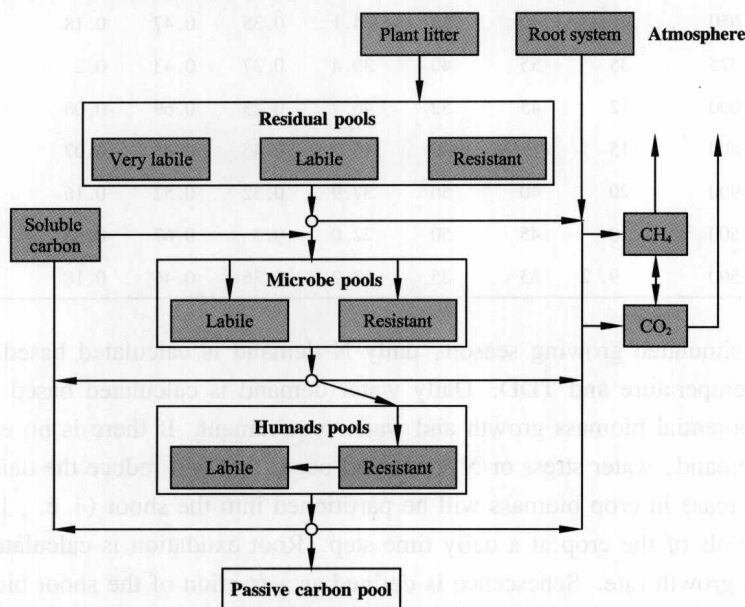 Plant litter
Root system
Atmosphere
Residual pools
Very labile
Labile
Resistant
Soluble
carbon
CH₄
Microbe pools
Labile
Resistant
CO₂
Humads pools
Labile
Resistant
Passive carbon pool